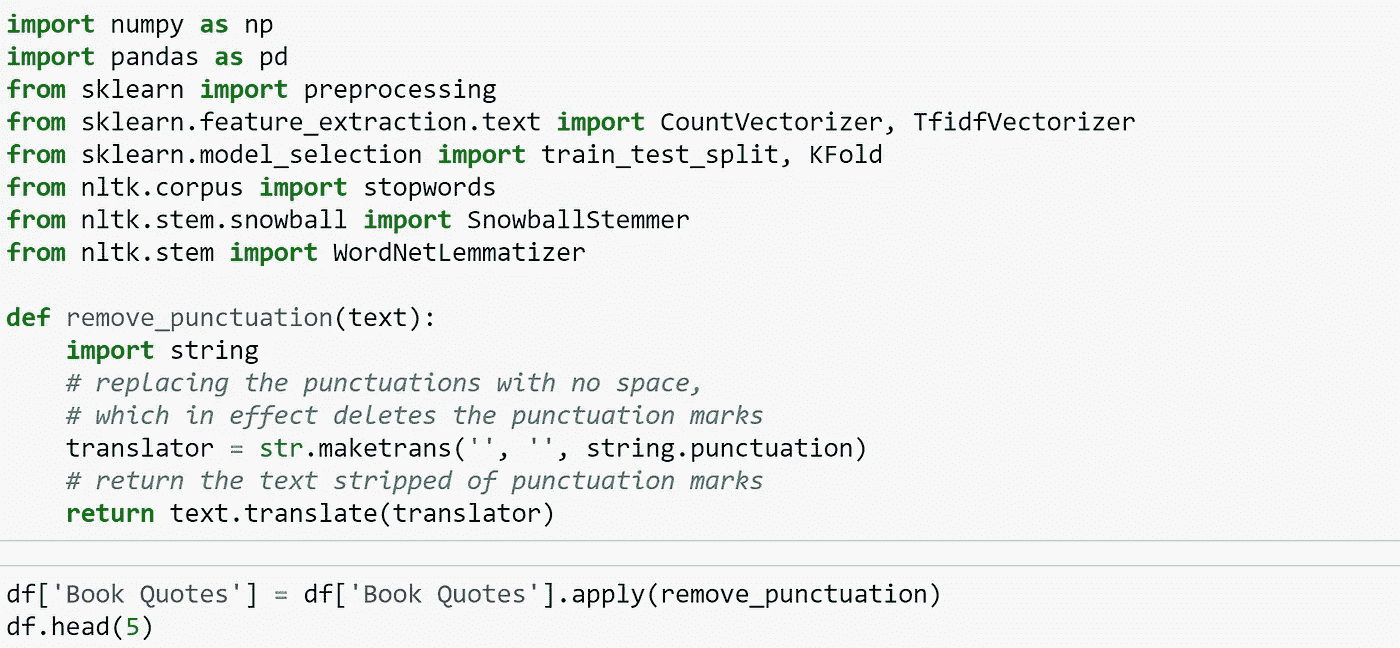 import numpy as np
import pandas as pd
from sklearn import preprocessing
from sklearn.feature_extraction.text import CountVectorizer, TfidfVectorizer
from sklearn.model_selection import train_test_split, KFold
from nltk.corpus import stopwords
from nltk.stem.snowball import SnowballStemmer
from nltk.stem import WordNetLemmatizer

def remove_punctuation(text):
    import string
    # replacing the punctuations with no space,
    # which in effect deletes the punctuation marks
    translator = str.maketrans('', '', string.punctuation)
    # return the text stripped of punctuation marks
    return text.translate(translator)

df['Book Quotes'] = df['Book Quotes'].apply(remove_punctuation)
df.head(5)